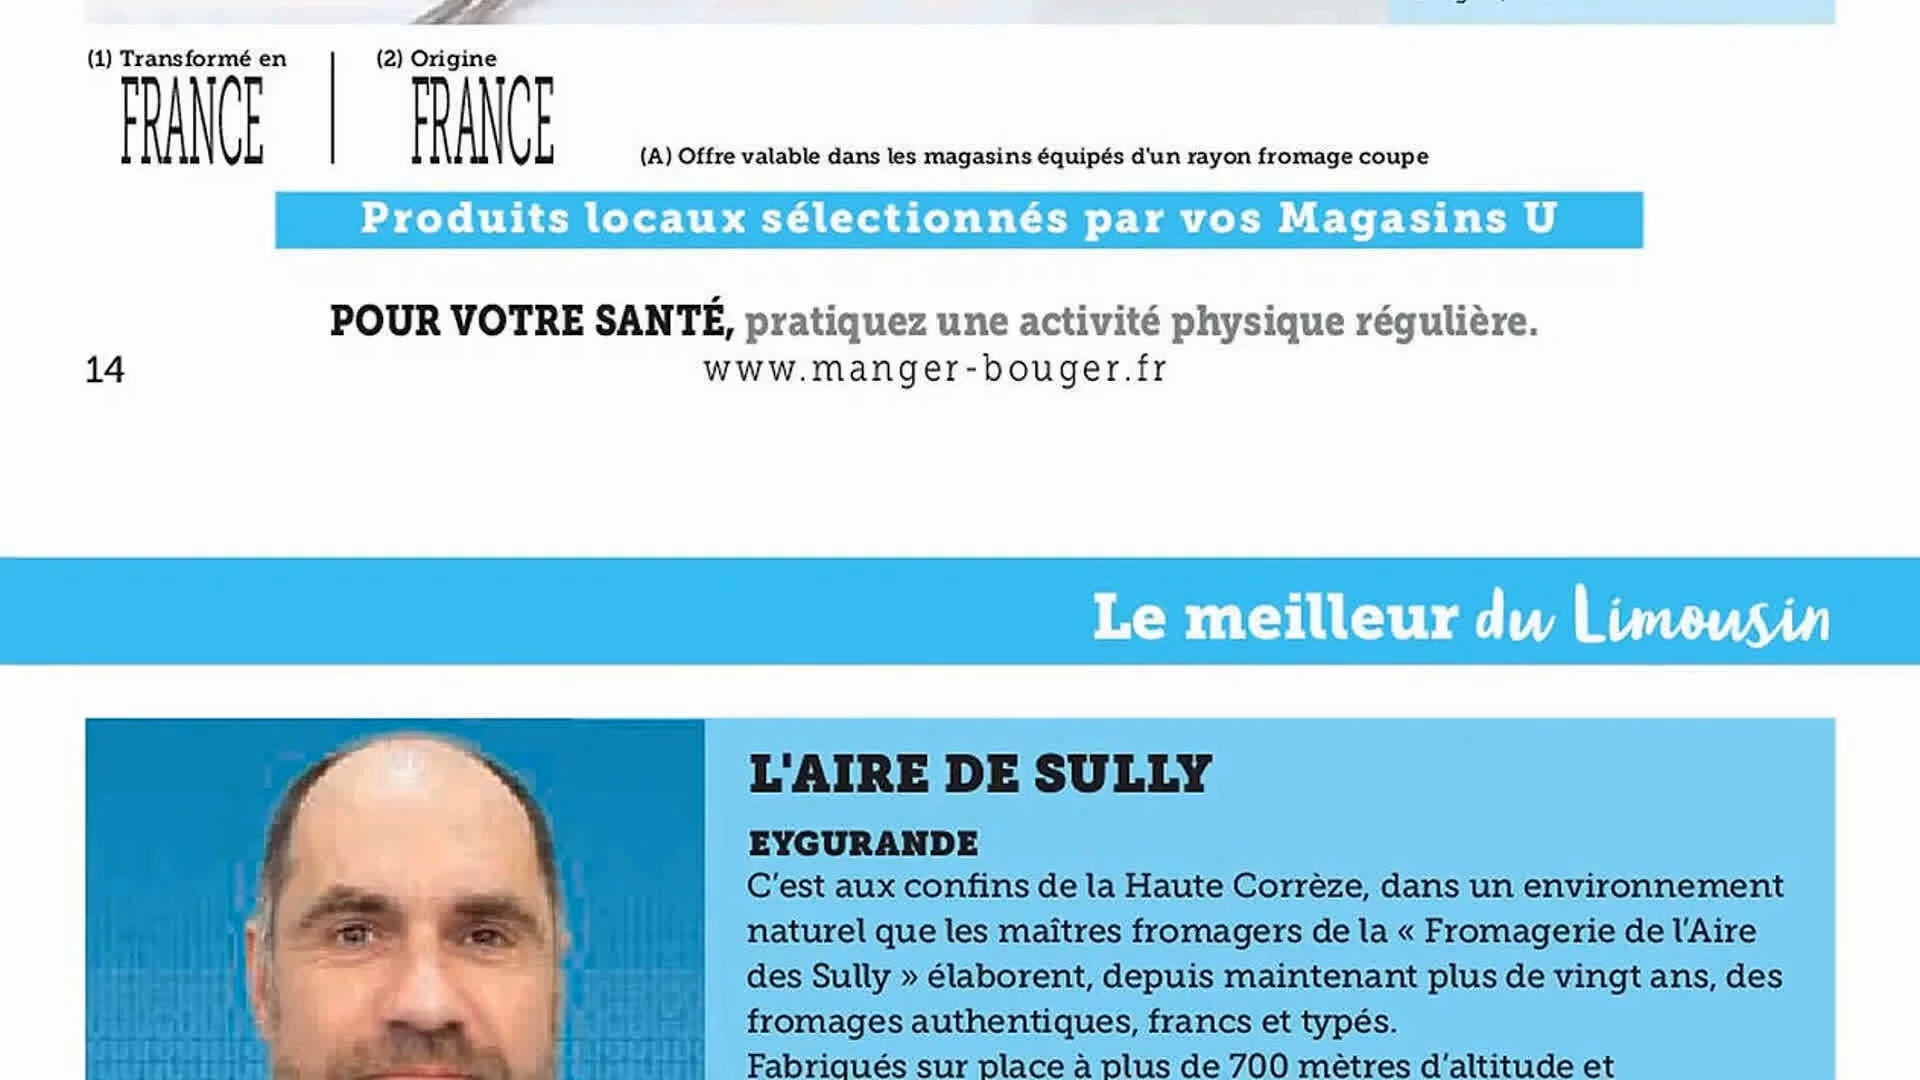 (1) Transformé en
FRANCE
(2) Origine
FRANCE
(A) Offre valable dans les magasins équipés d'un rayon fromage coupe
Produits locaux sélectionnés par vos Magasins U
POUR VOTRE SANTÉ, pratiquez une activité physique régulière.
www.manger-bouger.fr
14
Le meilleur du Limousin
L'AIRE DE SULLY
EYGURANDE
C’est aux confins de la Haute Corrèze, dans un environnement
naturel que les maîtres fromagers de la « Fromagerie de l’Aire
des Sully » élaborent, depuis maintenant plus de vingt ans, des
fromages authentiques, francs et typés.
Fabriqués sur place à plus de 700 mètres d’altitude et